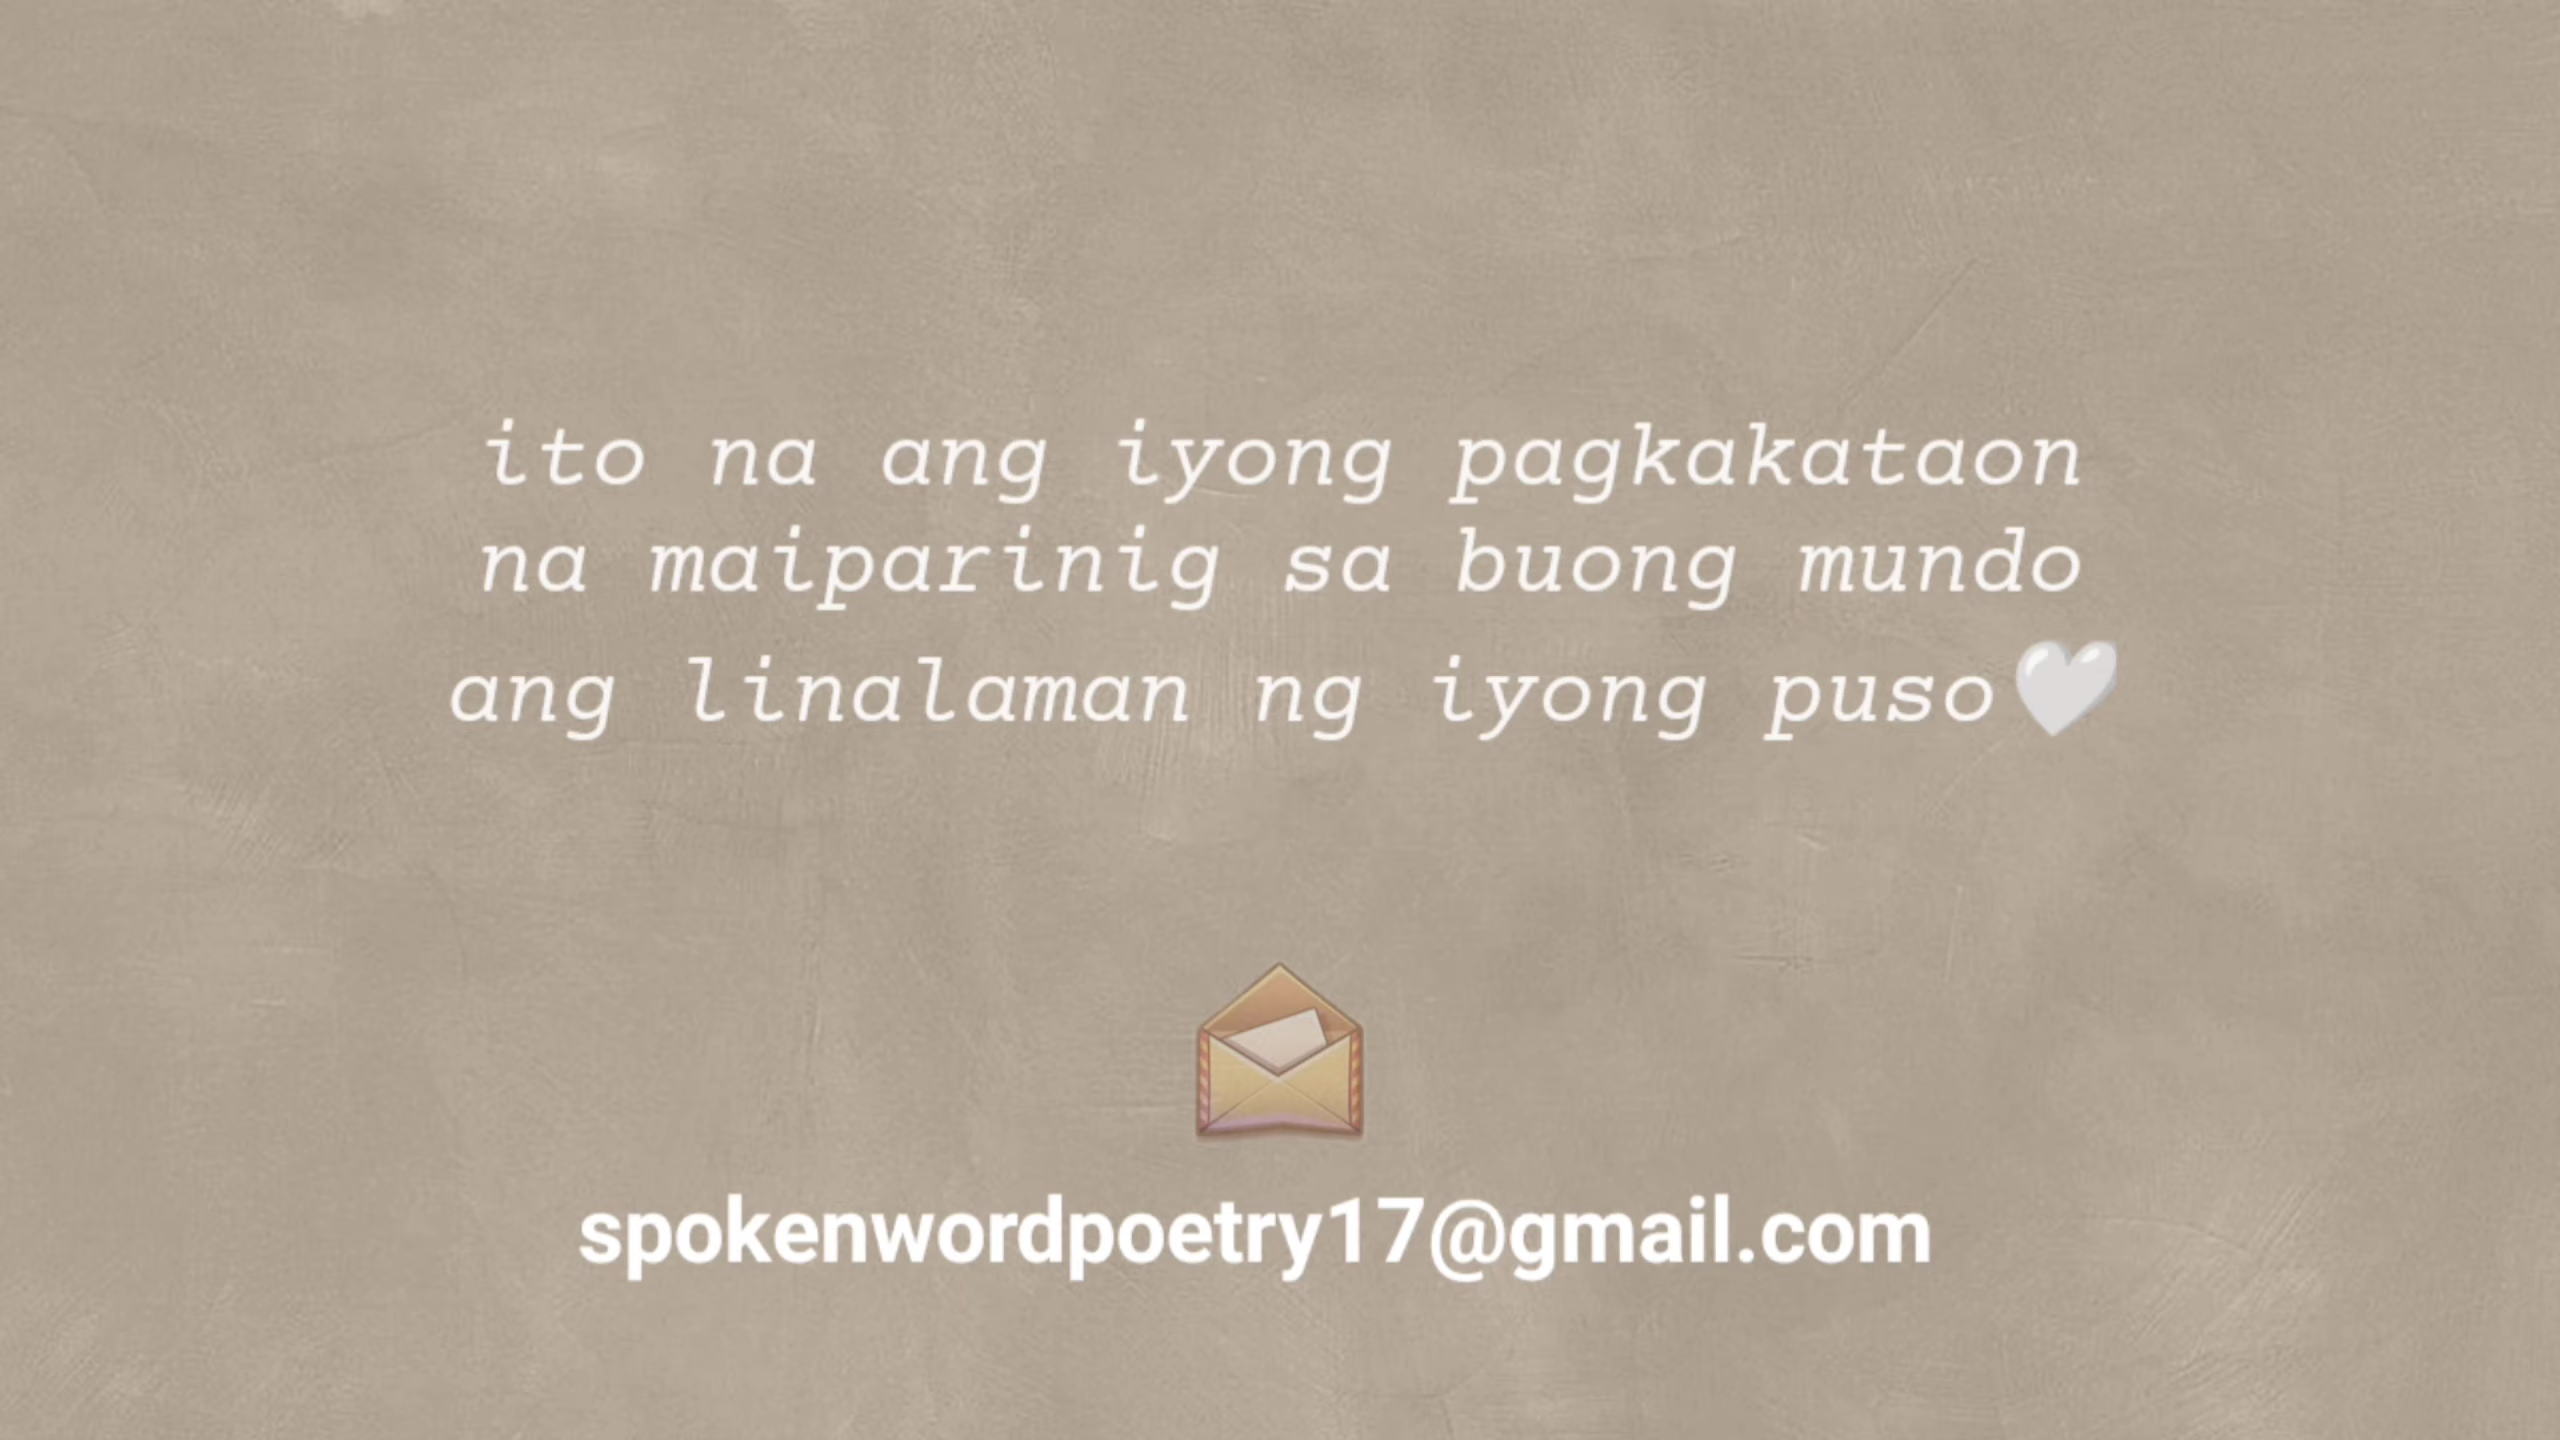 ito na ang iyong pagkakataon
na maiparinig sa buong mundo
ang linalaman ng iyong puso🤍
spokenwordpoetry17@gmail.com